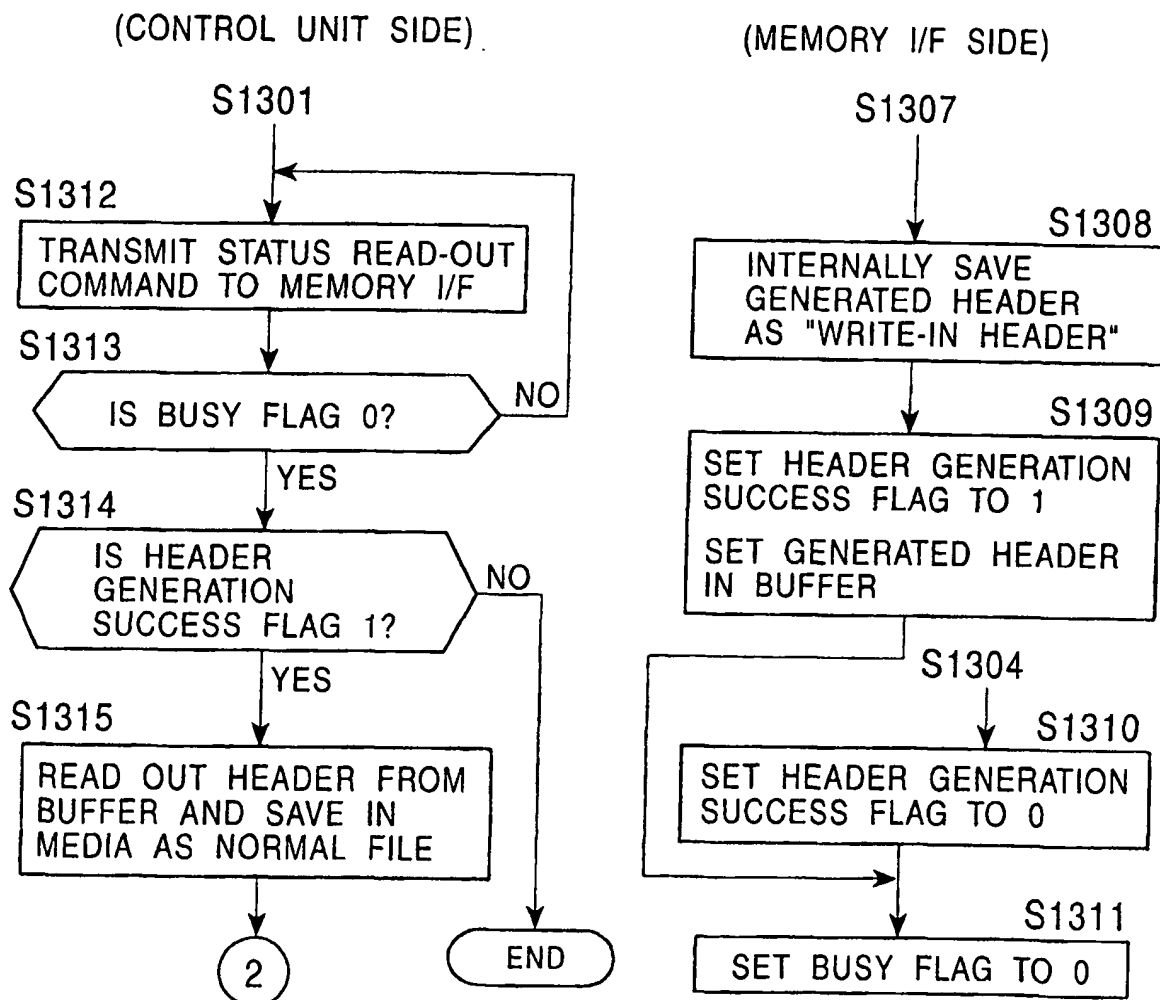 (CONTROL UNIT SIDE)
S1301
S1312
TRANSMIT STATUS READ-OUT
COMMAND TO MEMORY I/F
S1313
IS BUSY FLAG 0?
NO
YES
S1314
IS HEADER
GENERATION
SUCCESS FLAG 1?
NO
YES
S1315
READ OUT HEADER FROM
BUFFER AND SAVE IN
MEDIA AS NORMAL FILE
2
END
(MEMORY I/F SIDE)
S1307
S1308
INTERNALLY SAVE
GENERATED HEADER
AS "WRITE-IN HEADER"
S1309
SET HEADER GENERATION
SUCCESS FLAG TO 1
SET GENERATED HEADER
IN BUFFER
S1304
S1310
SET HEADER GENERATION
SUCCESS FLAG TO 0
S1311
SET BUSY FLAG TO 0